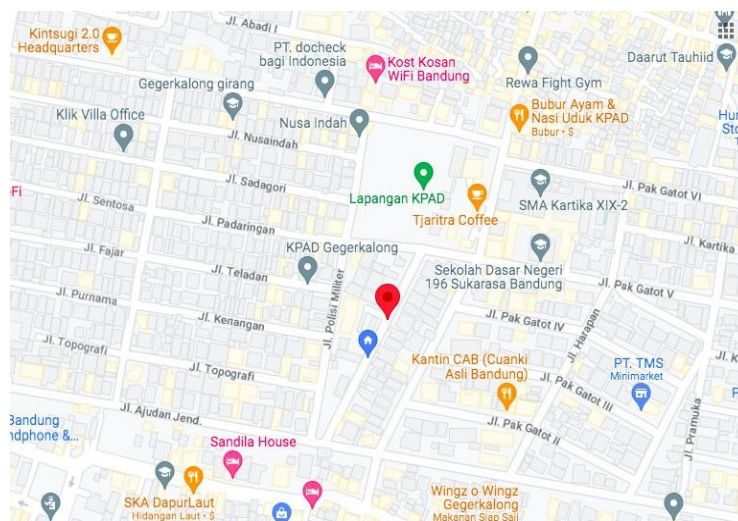 Jl. Abadi I
Kintsugi 2.0
Headquarters
PT. docheck
bagi Indonesia
Kost Kosan
WiFi Bandung
Daarut Tauhiid
Rewa Fight Gym
Gegerkalong girang
Klik Villa Office
Nusa Indah
Bubur Ayam &
Nasi Uduk KPAD
Bubur · $
Jl. Nusaindah
Jl. Sadagori
Lapangan KPAD
Jl. Pak Gatot VI
SMA Kartika XIX-2
Jl. Sentosa
Jl. Padaringan
Tjaritra Coffee
Jl. Kartika
Jl. Fajar
KPAD Gegerkalong
Jl. Teladan
Sekolah Dasar Negeri
196 Sukarasa Bandung
Jl. Pak Gatot V
Jl. Purnama
Jl. Polisi Militer
Jl. Kenangan
Jl. Pak Gatot IV
Jl. Harapan
Jl. Topografi
Jl. Topografi
Kantin CAB (Cuanki
Asli Bandung)
PT. TMS
Minimarket
Jl. Pak Gatot III
Jl. Ajudan Jend.
Jl. Pak Gatot II
Jl. Pramuka
Bandung
ndphone &...
Sandila House
SKA DapurLaut
Hidangan Laut · $
Wingz o Wingz
Gegerkalong
Makanan Siap Saji